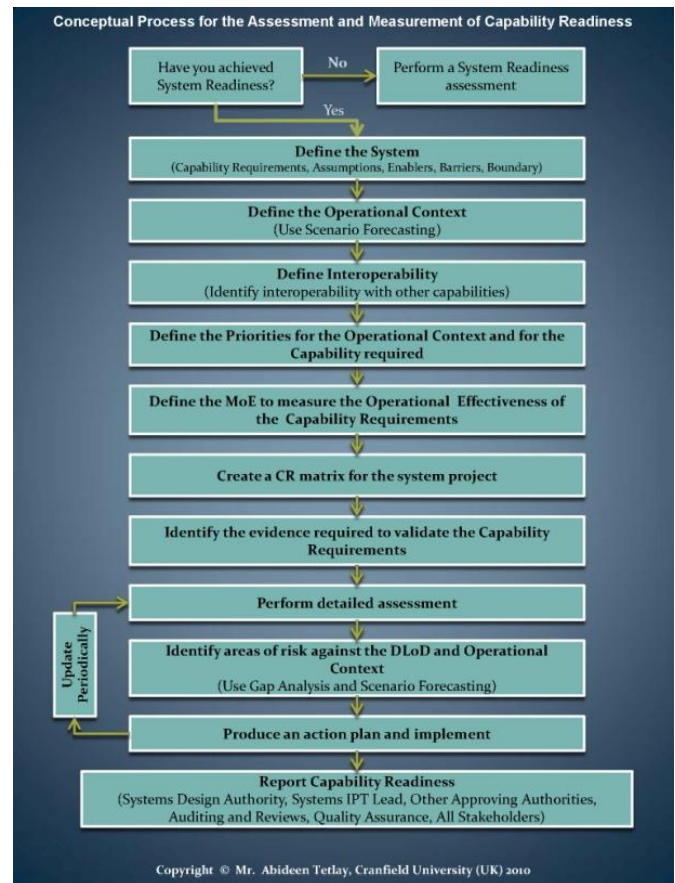 Conceptual Process for the Assessment and Measurement of Capability Readiness
Have you achieved
System Readiness?
No
Perform a System Readiness
assessment
Yes
Define the System
(Capability Requirements, Assumptions, Enablers, Barriers, Boundary)
Define the Operational Context
(Use Scenario Forecasting)
Define Interoperability
(Identify interoperability with other capabilities)
Define the Priorities for the Operational Context and for the
Capability required
Define the MoE to measure the Operational Effectiveness of
the Capability Requirements
Create a CR matrix for the system project
Identify the evidence required to validate the Capability
Requirements
Perform detailed assessment
Update
Periodically
Identify areas of risk against the DLoD and Operational
Context
(Use Gap Analysis and Scenario Forecasting)
Produce an action plan and implement
Report Capability Readiness
(Systems Design Authority, Systems IPT Lead, Other Approving Authorities,
Auditing and Reviews, Quality Assurance, All Stakeholders)
Copyright © Mr. Abideen Tetlay, Cranfield University (UK) 2010